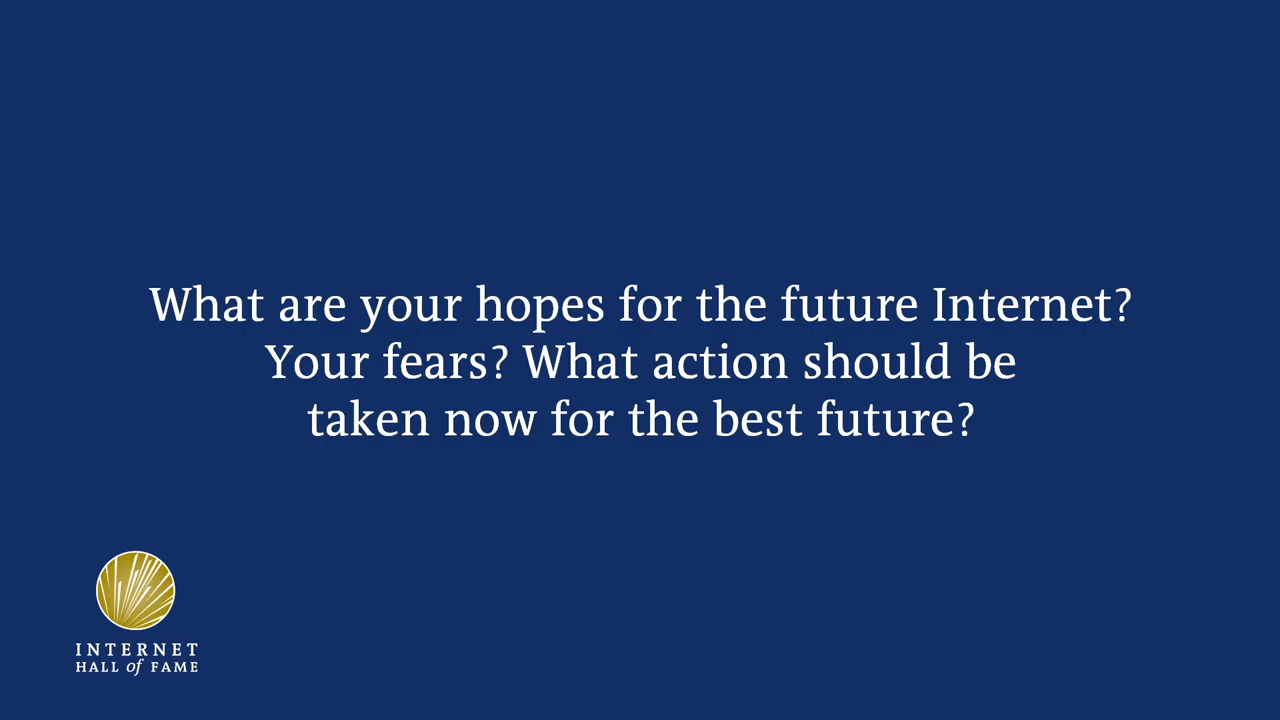 What are your hopes for the future Internet?
Your fears? What action should be
taken now for the best future?
INTERNET
HALL of FAME